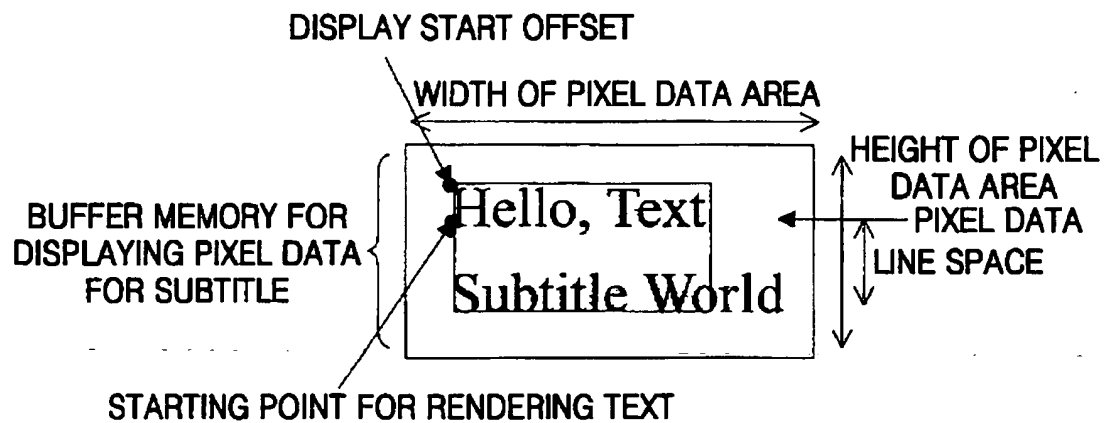 DISPLAY START OFFSET
WIDTH OF PIXEL DATA AREA
HEIGHT OF PIXEL
DATA AREA
PIXEL DATA
LINE SPACE
BUFFER MEMORY FOR
DISPLAYING PIXEL DATA
FOR SUBTITLE
Hello, Text
Subtitle World
STARTING POINT FOR RENDERING TEXT